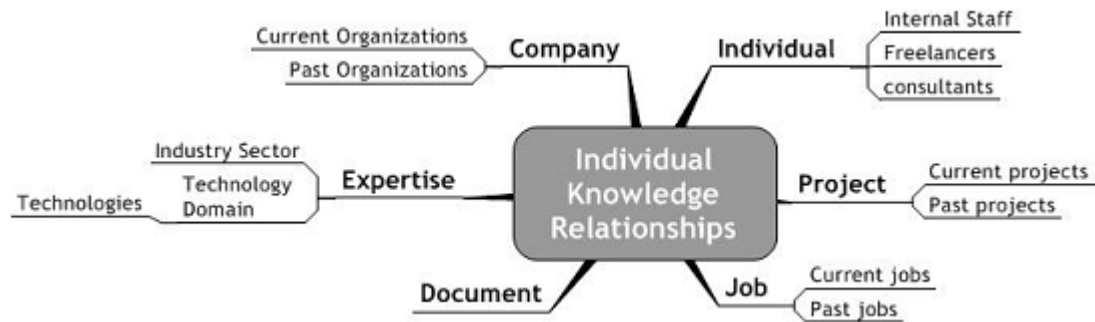 Current Organizations
Past Organizations
Company
Individual
Internal Staff
Freelancers
consultants
Industry Sector
Technologies
Technology
Domain
Expertise
Individual
Knowledge
Relationships
Project
Current projects
Past projects
Document
Job
Current jobs
Past jobs